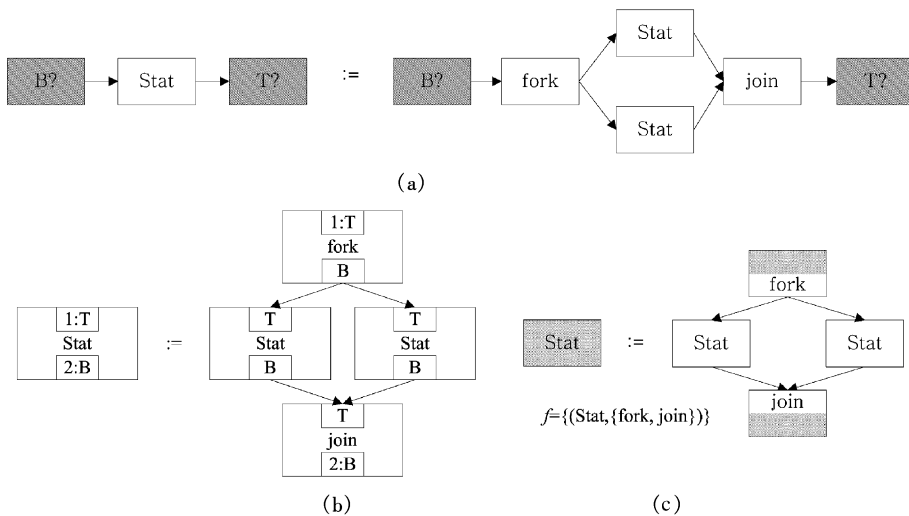 Stat
B? Stat T? := B? fork join T?
Stat
(a)
1:T
fork
B
1:T T T
Stat := Stat Stat
2:B B B
T
join
2:B
(b)
fork
Stat := Stat Stat
join
f={(Stat,{fork, join})}
(c)